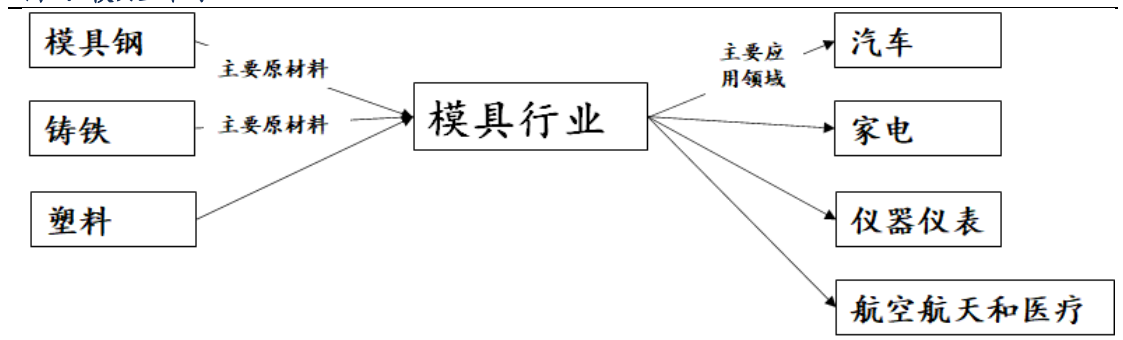 模具钢
主要原材料
铸铁
主要原材料
塑料
模具行业
主要应
用领域
汽车
家电
仪器仪表
航空航天和医疗